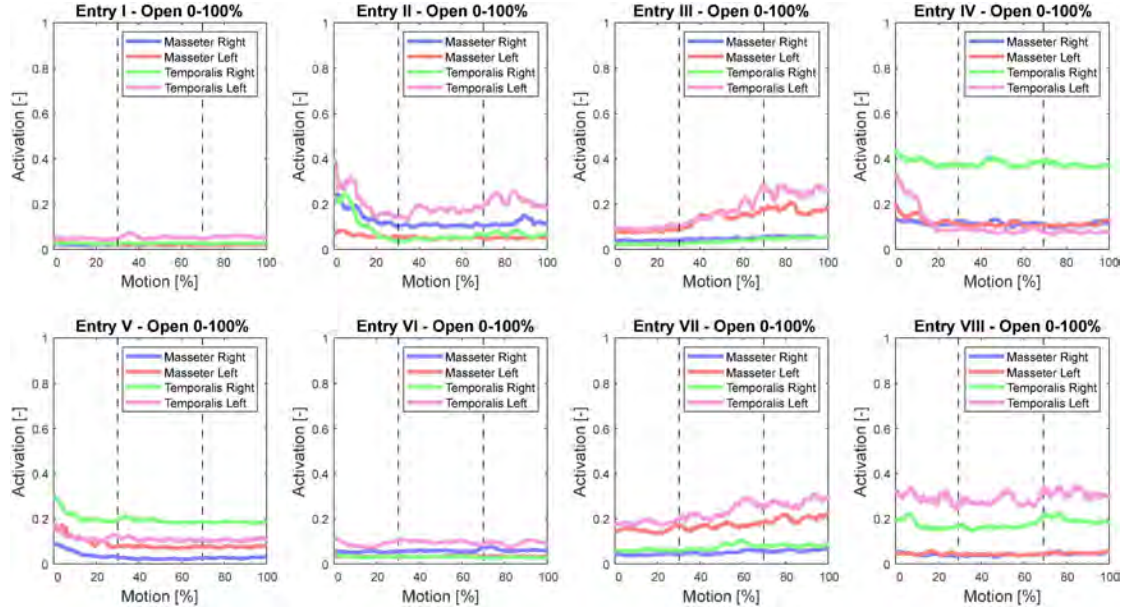 Entry I - Open 0-100%
Activation [-]
1
0.8
0.6
0.4
0.2
0
Masseter Right
Masseter Left
Temporalis Right
Temporalis Left
0 20 40 60 80 100
Motion [%]
Entry II - Open 0-100%
Activation [-]
1
0.8
0.6
0.4
0.2
0
Masseter Right
Masseter Left
Temporalis Right
Temporalis Left
0 20 40 60 80 100
Motion [%]
Entry III - Open 0-100%
Activation [-]
1
0.8
0.6
0.4
0.2
0
Masseter Right
Masseter Left
Temporalis Right
Temporalis Left
0 20 40 60 80 100
Motion [%]
Entry IV - Open 0-100%
Activation [-]
1
0.8
0.6
0.4
0.2
0
Masseter Right
Masseter Left
Temporalis Right
Temporalis Left
0 20 40 60 80 100
Motion [%]
Entry V - Open 0-100%
Activation [-]
1
0.8
0.6
0.4
0.2
0
Masseter Right
Masseter Left
Temporalis Right
Temporalis Left
0 20 40 60 80 100
Motion [%]
Entry VI - Open 0-100%
Activation [-]
1
0.8
0.6
0.4
0.2
0
Masseter Right
Masseter Left
Temporalis Right
Temporalis Left
0 20 40 60 80 100
Motion [%]
Entry VII - Open 0-100%
Activation [-]
1
0.8
0.6
0.4
0.2
0
Masseter Right
Masseter Left
Temporalis Right
Temporalis Left
0 20 40 60 80 100
Motion [%]
Entry VIII - Open 0-100%
Activation [-]
1
0.8
0.6
0.4
0.2
0
Masseter Right
Masseter Left
Temporalis Right
Temporalis Left
0 20 40 60 80 100
Motion [%]